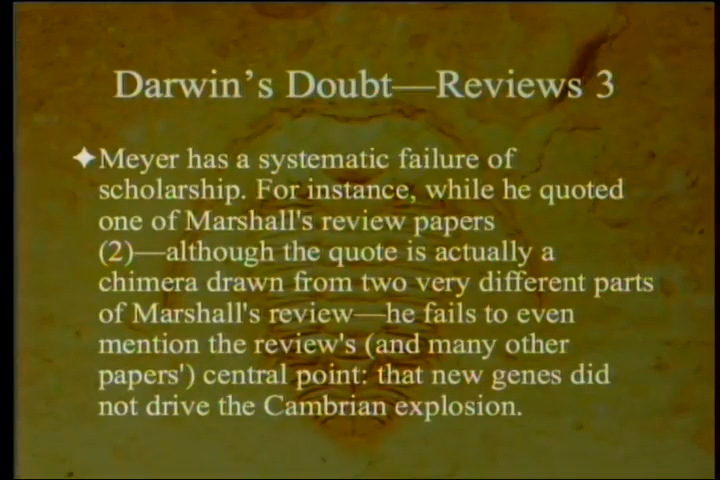 Darwin's Doubt—Reviews 3
✦Meyer has a systematic failure of
scholarship. For instance, while he quoted
one of Marshall's review papers
(2)—although the quote is actually a
chimera drawn from two very different parts
of Marshall's review—he fails to even
mention the review's (and many other
papers') central point: that new genes did
not drive the Cambrian explosion.